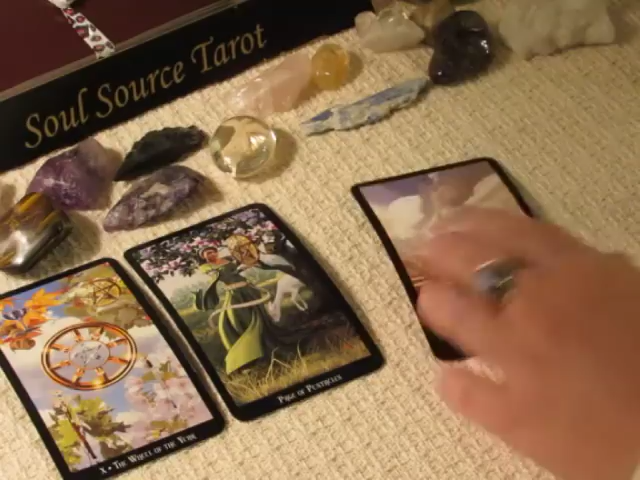 Soul Source Tarot
X • THE WHEEL OF THE YEAR
PAGE OF PENTACLES